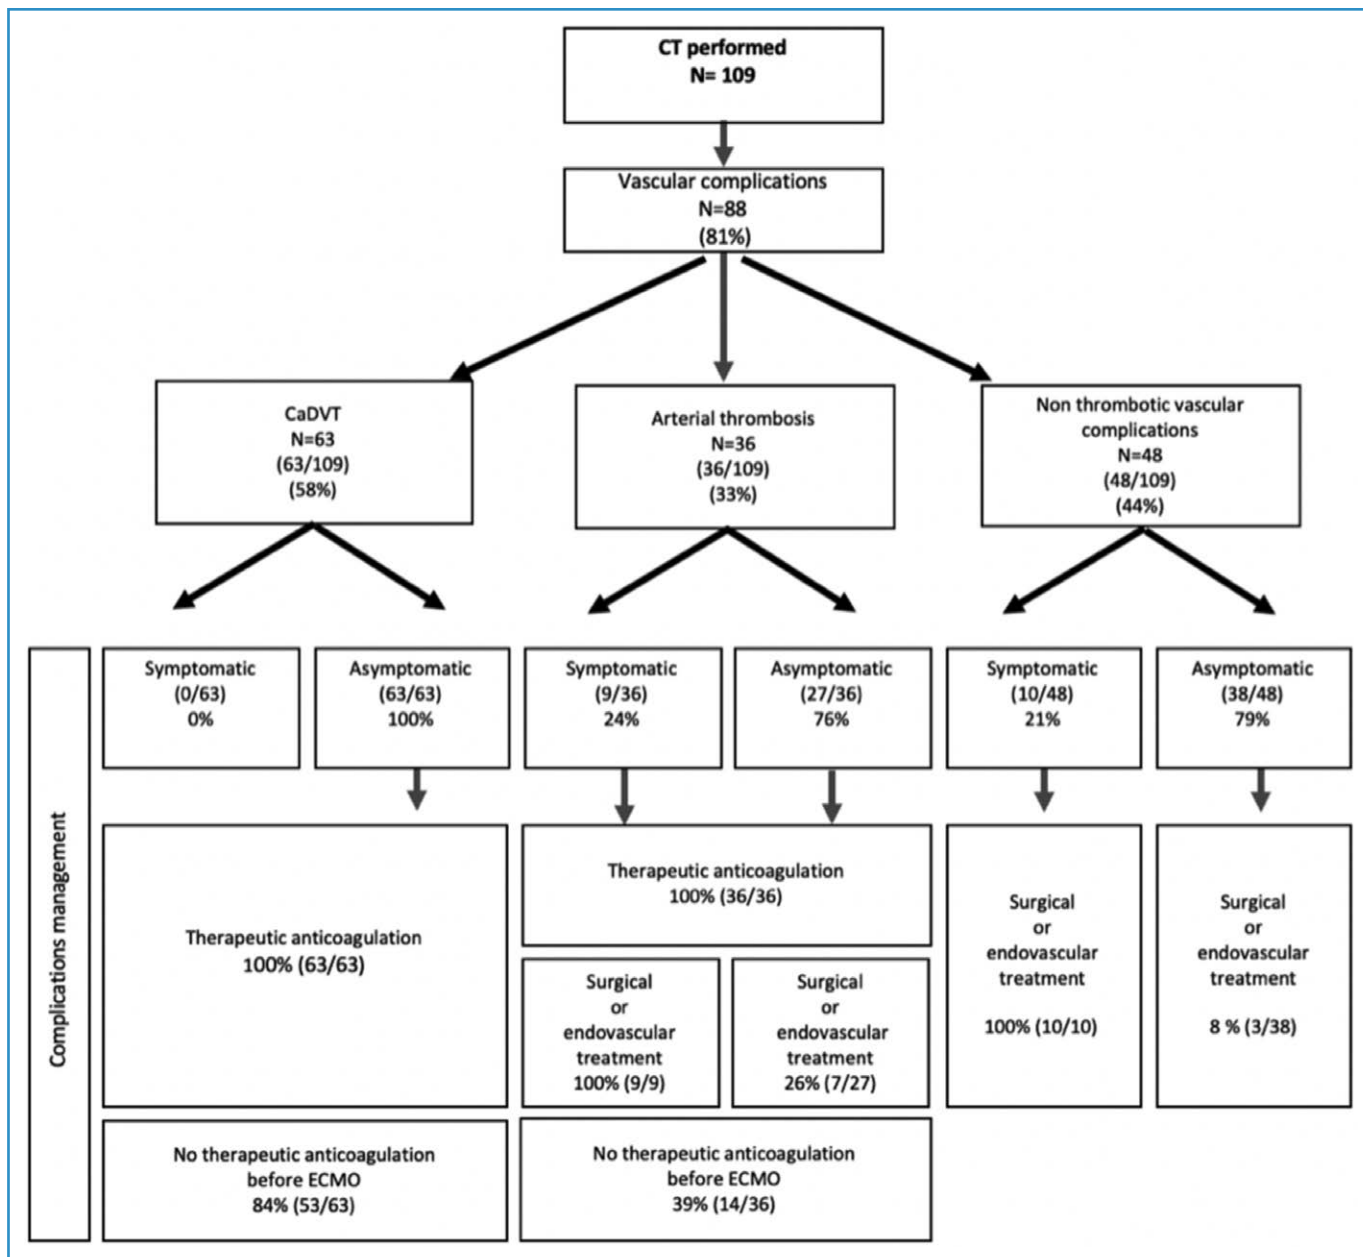 CT performed
N= 109
Vascular complications
N=88
(81%)
CaDVT
N=63
(63/109)
(58%)
Arterial thrombosis
N=36
(36/109)
(33%)
Non thrombotic vascular
complications
N=48
(48/109)
(44%)
Complications management
Symptomatic
(0/63)
0%
Asymptomatic
(63/63)
100%
Symptomatic
(9/36)
24%
Asymptomatic
(27/36)
76%
Symptomatic
(10/48)
21%
Asymptomatic
(38/48)
79%
Therapeutic anticoagulation
100% (63/63)
Therapeutic anticoagulation
100% (36/36)
Surgical
or
endovascular
treatment
100% (9/9)
Surgical
or
endovascular
treatment
26% (7/27)
Surgical
or
endovascular
treatment
100% (10/10)
Surgical
or
endovascular
treatment
8 % (3/38)
No therapeutic anticoagulation
before ECMO
84% (53/63)
No therapeutic anticoagulation
before ECMO
39% (14/36)